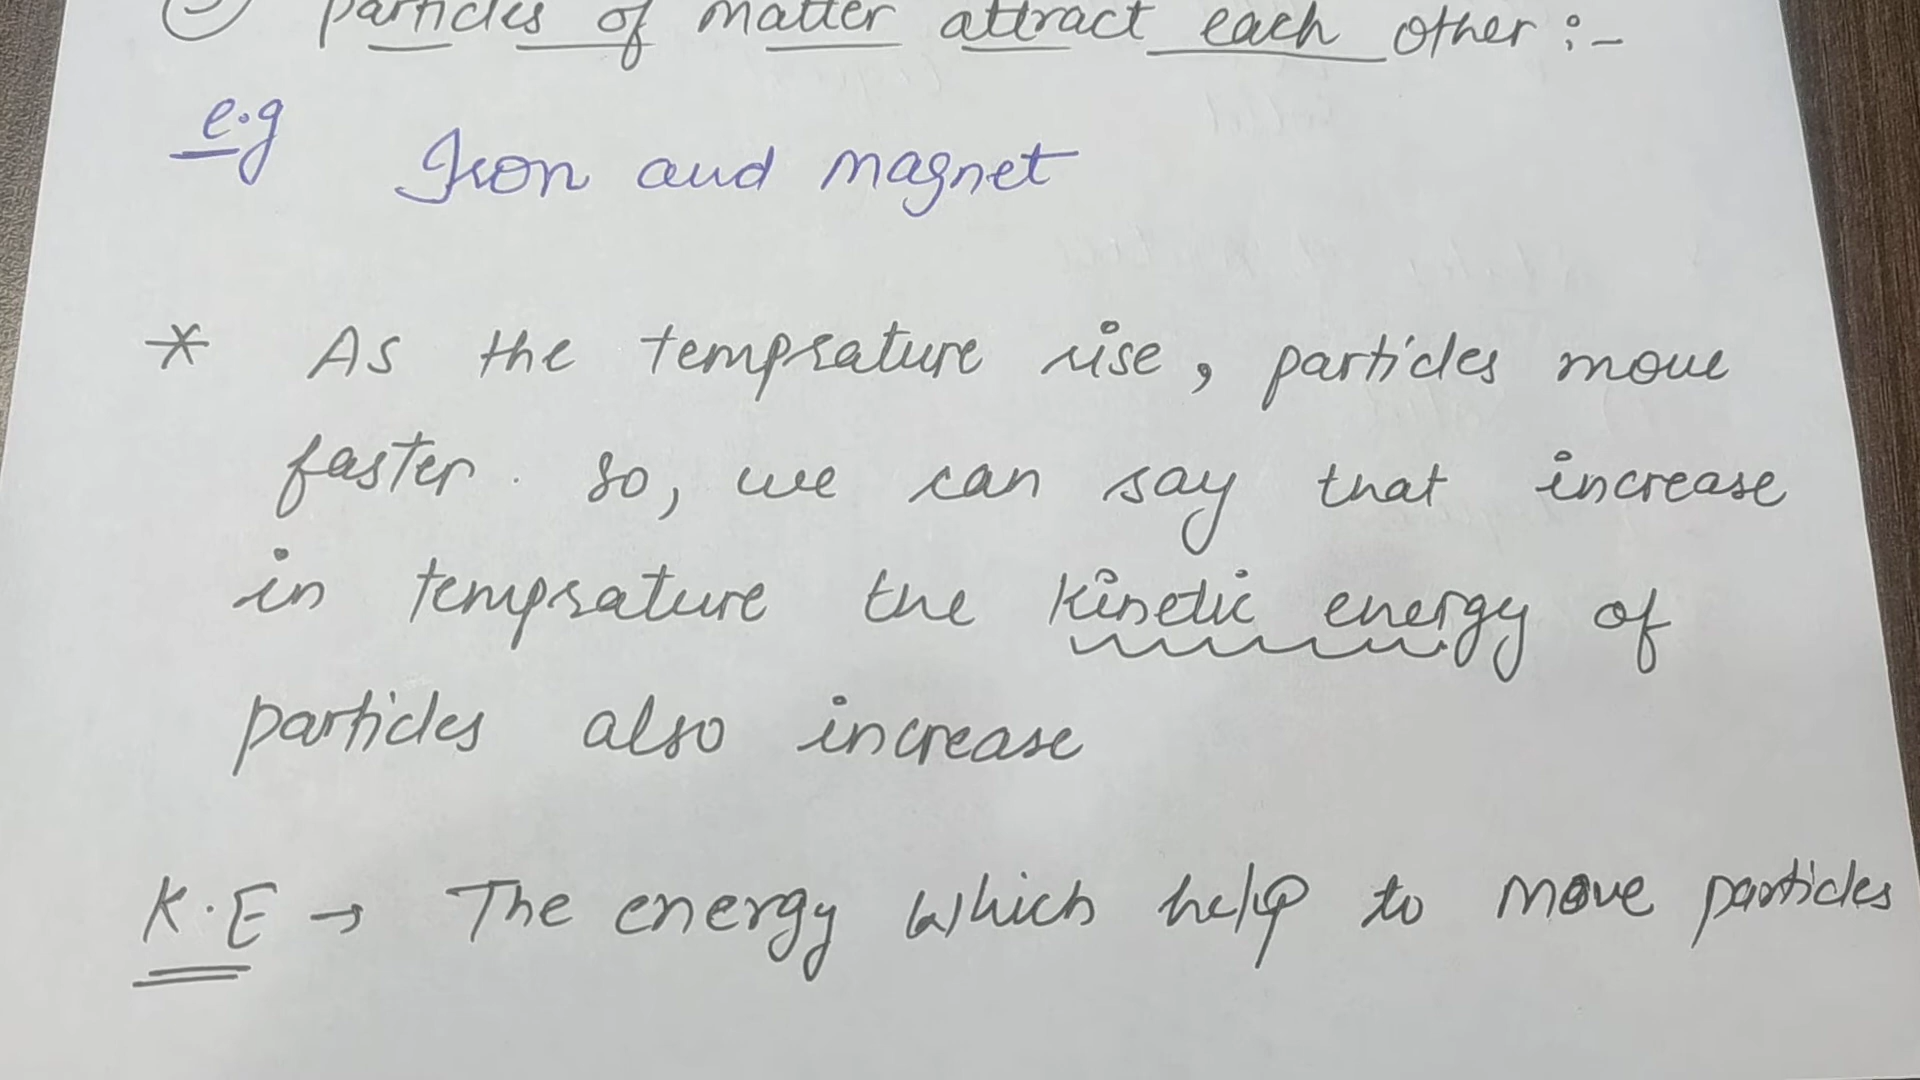 particles of matter attract each other :-
e.g Iron and magnet
* As the temprature rise, particles move
faster. So, we can say that increase
in temprature the kinetic energy of
particles also increase
K.E → The energy which help to move particles